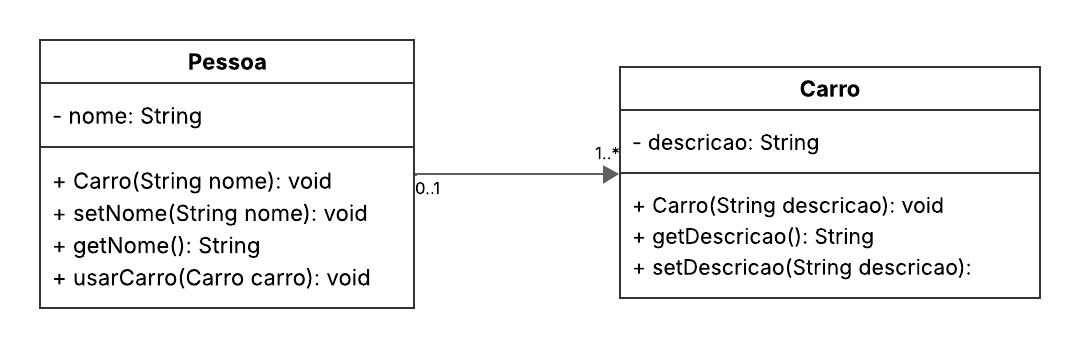 Pessoa
- nome: String
+ Carro(String nome): void
+ setNome(String nome): void
+ getNome(): String
+ usarCarro(Carro carro): void
0..1
1..*
Carro
- descricao: String
+ Carro(String descricao): void
+ getDescricao(): String
+ setDescricao(String descricao):